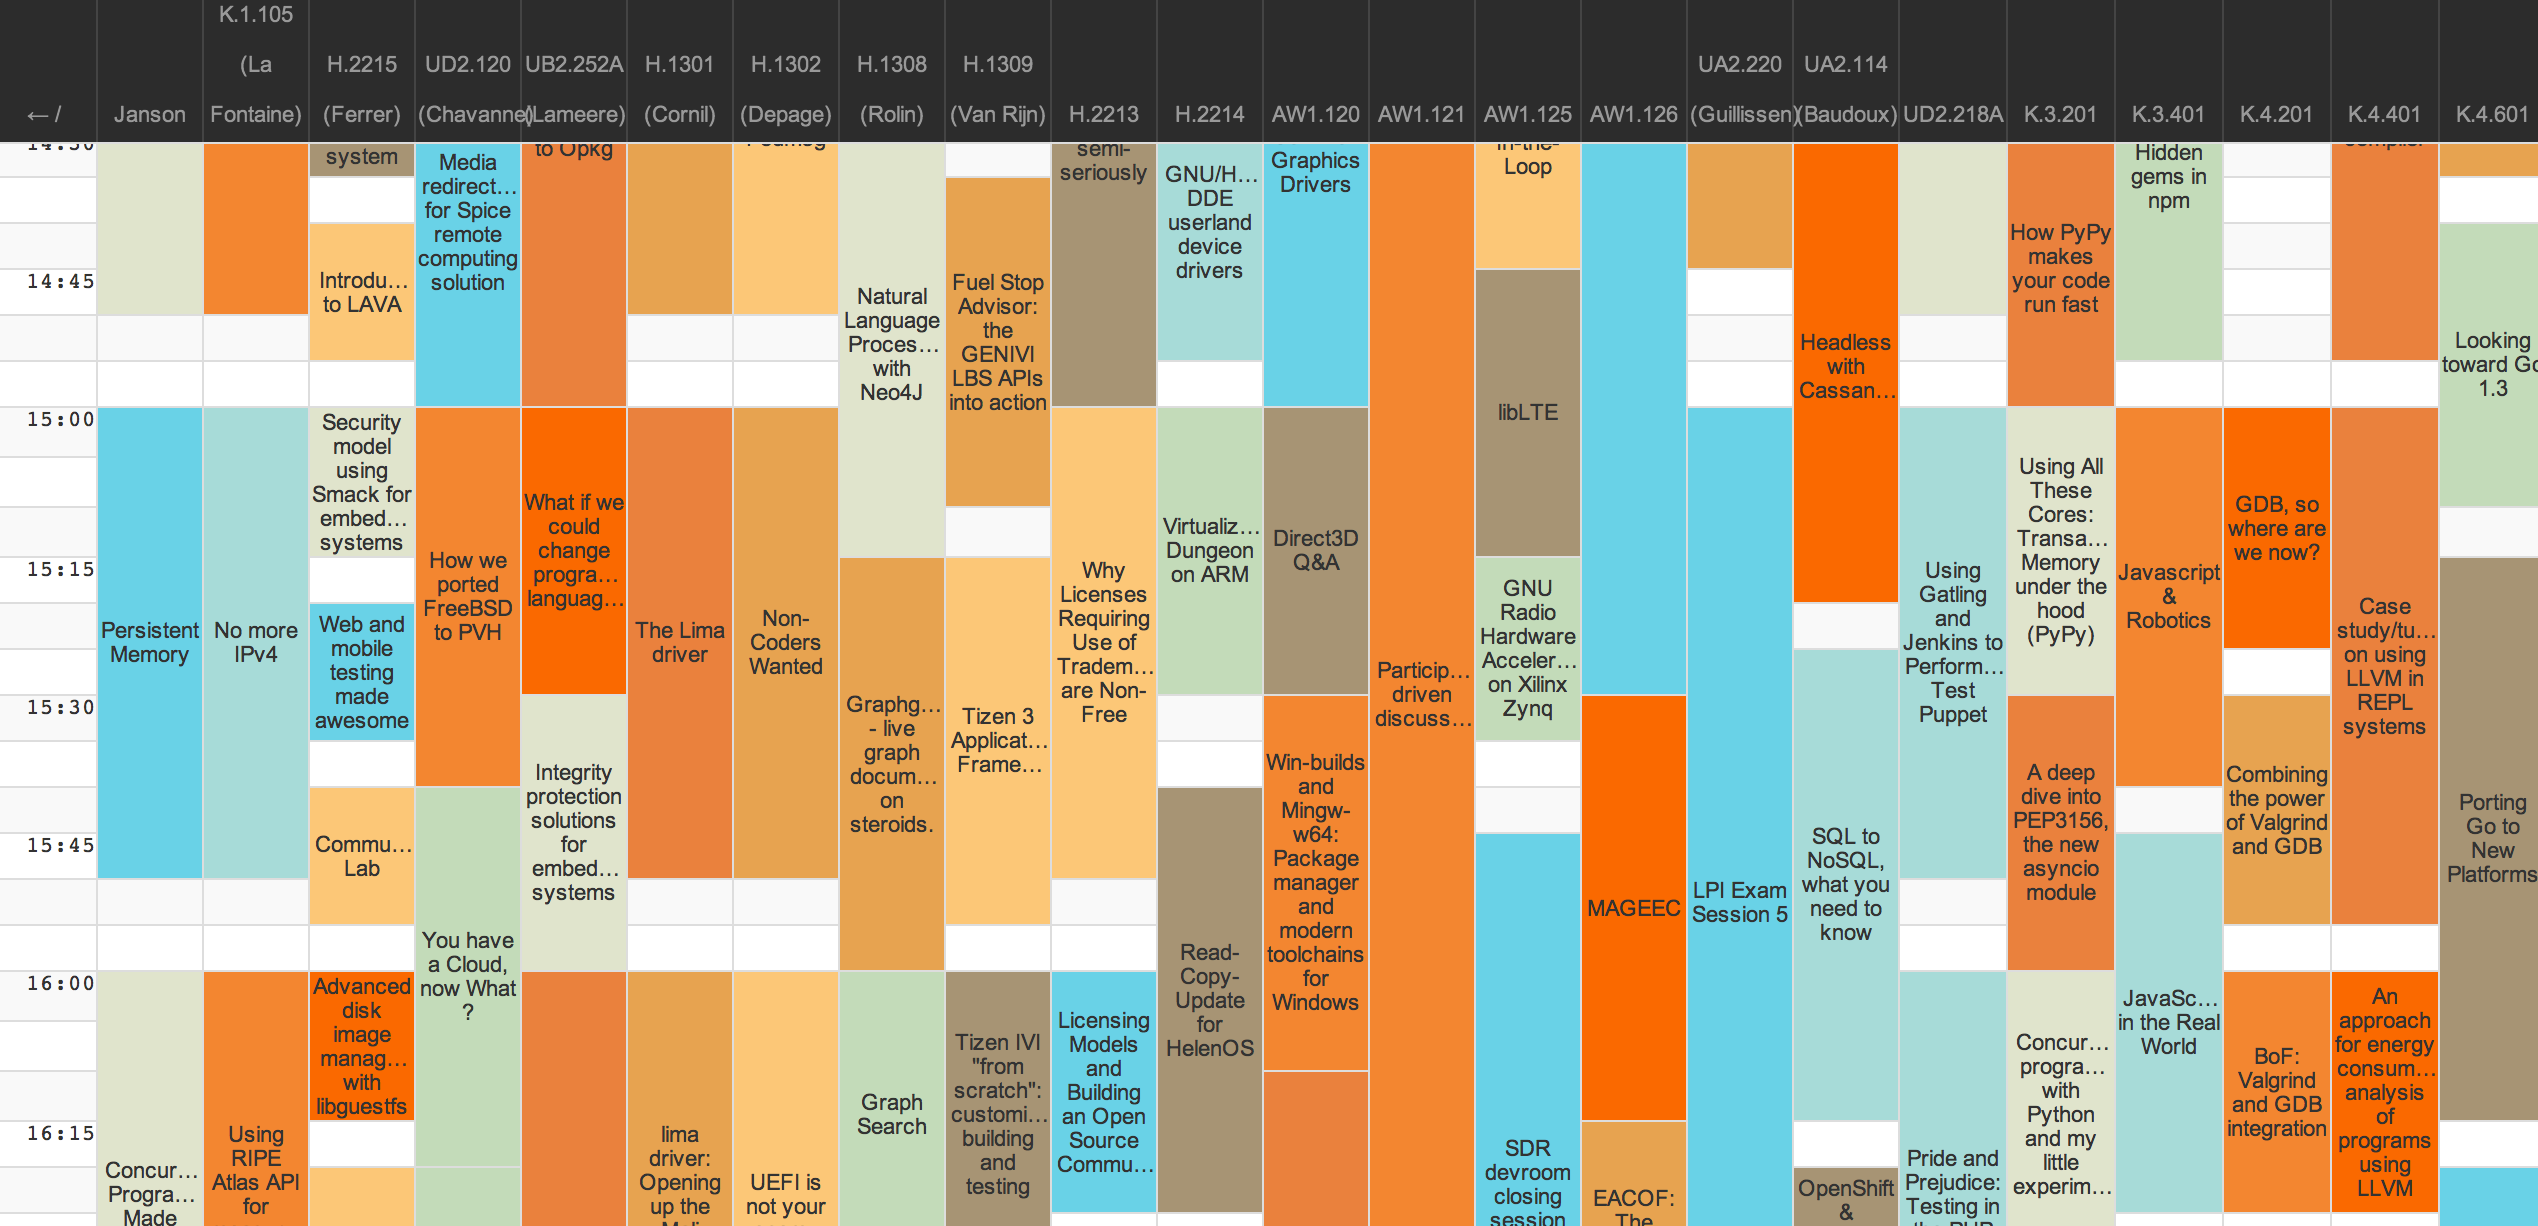 K.1.105
(La
Fontaine)
H.2215
(Ferrer)
UD2.120
(Chavanne)
UB2.252A
(Lameere)
H.1301
(Cornil)
H.1302
(Depage)
H.1308
(Rolin)
H.1309
(Van Rijn)
UA2.220
(Guillissen)
UA2.114
(Baudoux)
←/
Janson
H.2213
H.2214
AW1.120
AW1.121
AW1.125
AW1.126
UD2.218A
K.3.201
K.3.401
K.4.201
K.4.401
K.4.601
14:30
14:45
15:00
15:15
15:30
15:45
16:00
16:15
Persistent
Memory
Concur...
Progra...
Made
No more
IPv4
Using
RIPE
Atlas API
for
system
Introdu...
to LAVA
Security
model
using
Smack for
embed...
systems
Web and
mobile
testing
made
awesome
Commu...
Lab
Advanced
disk
image
manag...
with
libguestfs
Media
redirect...
for Spice
remote
computing
solution
How we
ported
FreeBSD
to PVH
You have
a Cloud,
now What
?
to Opkg
What if we
could
change
progra...
languag...
Integrity
protection
solutions
for
embed...
systems
The Lima
driver
lima
driver:
Opening
up the
Non-
Coders
Wanted
UEFI is
not your
Natural
Language
Proces...
with
Neo4J
Graphg...
- live
graph
docum...
on
steroids.
Graph
Search
Fuel Stop
Advisor:
the
GENIVI
LBS APIs
into action
Tizen 3
Applicat...
Frame...
Tizen IVI
"from
scratch":
customi...
building
and
testing
semi-
seriously
Why
Licenses
Requiring
Use of
Tradem...
are Non-
Free
Licensing
Models
and
Building
an Open
Source
Commu...
GNU/H...
DDE
userland
device
drivers
Virtualiz...
Dungeon
on ARM
Read-
Copy-
Update
for
HelenOS
Graphics
Drivers
Direct3D
Q&A
Win-builds
and
Mingw-
w64:
Package
manager
and
modern
toolchains
for
Windows
Particip...
driven
discuss...
in-the-
Loop
libLTE
GNU
Radio
Hardware
Acceler...
on Xilinx
Zynq
SDR
devroom
closing
session
MAGEEC
EACOF:
The
LPI Exam
Session 5
Headless
with
Cassan...
SQL to
NoSQL,
what you
need to
know
OpenShift
&
Using
Gatling
and
Jenkins to
Perform...
Test
Puppet
Pride and
Prejudice:
Testing in
the PHP
How PyPy
makes
your code
run fast
Using All
These
Cores:
Transa...
Memory
under the
hood
(PyPy)
A deep
dive into
PEP3156,
the new
asyncio
module
Concur...
progra...
with
Python
and my
little
experim...
Hidden
gems in
npm
Javascript
&
Robotics
JavaSc...
in the Real
World
GDB, so
where are
we now?
Combining
the power
of Valgrind
and GDB
BoF:
Valgrind
and GDB
integration
compiler
Case
study/tu...
on using
LLVM in
REPL
systems
An
approach
for energy
consum...
analysis
of
programs
using
LLVM
Looking
toward Go
1.3
Porting
Go to
New
Platforms